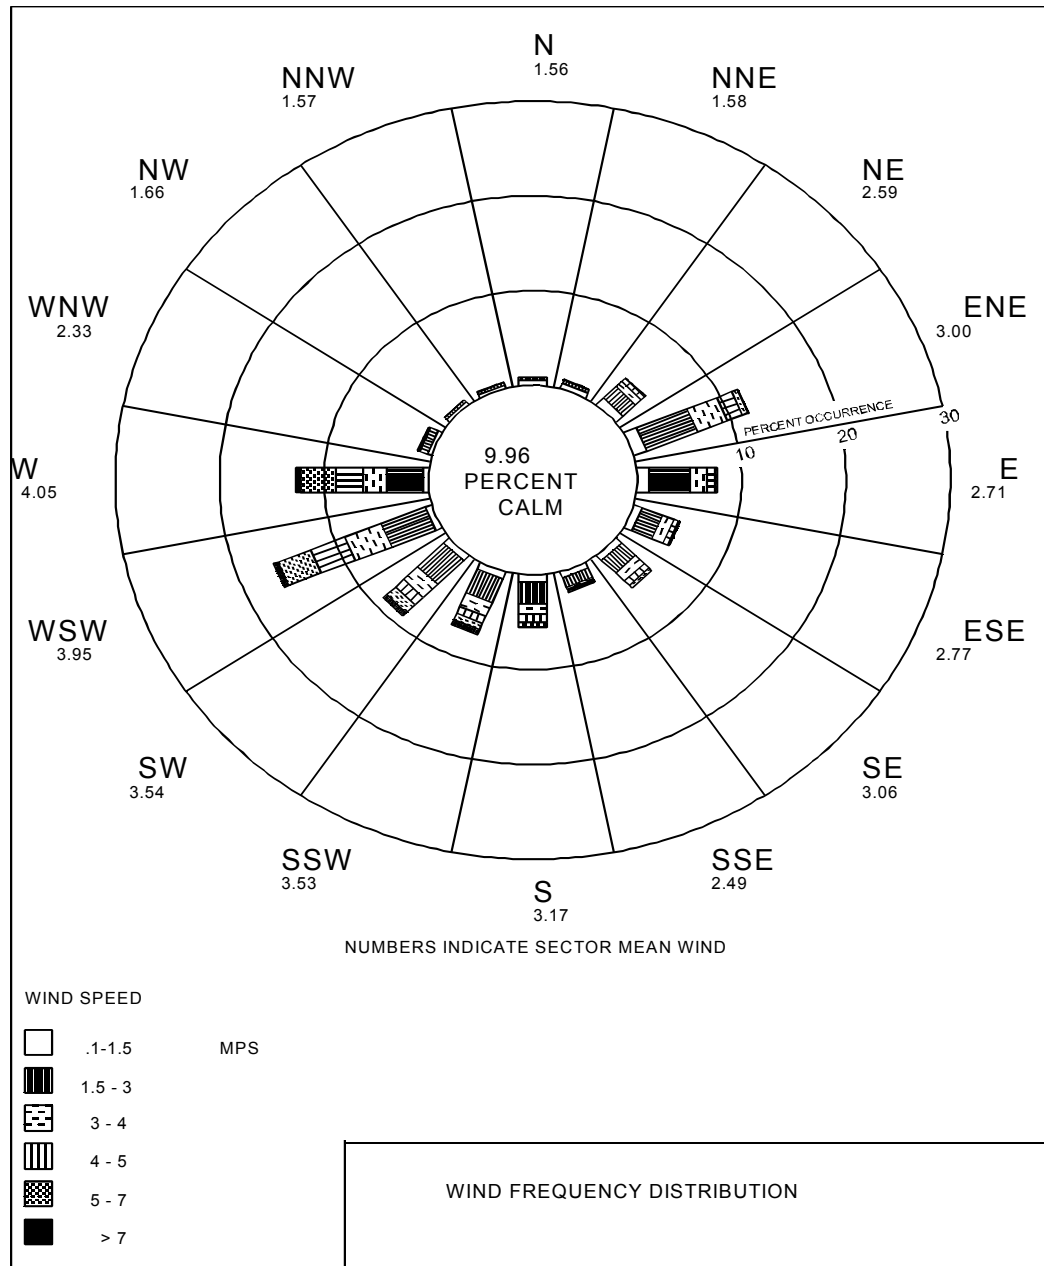 N
1.56
NNW
1.57
NNE
1.58
NW
1.66
NE
2.59
WNW
2.33
ENE
3.00
PERCENT OCCURRENCE
10
20
30
9.96
PERCENT
CALM
W
4.05
E
2.71
WSW
3.95
ESE
2.77
SW
3.54
SE
3.06
SSW
3.53
SSE
2.49
S
3.17
NUMBERS INDICATE SECTOR MEAN WIND
WIND SPEED
.1-1.5 MPS
1.5 - 3
3 - 4
4 - 5
5 - 7
> 7
WIND FREQUENCY DISTRIBUTION